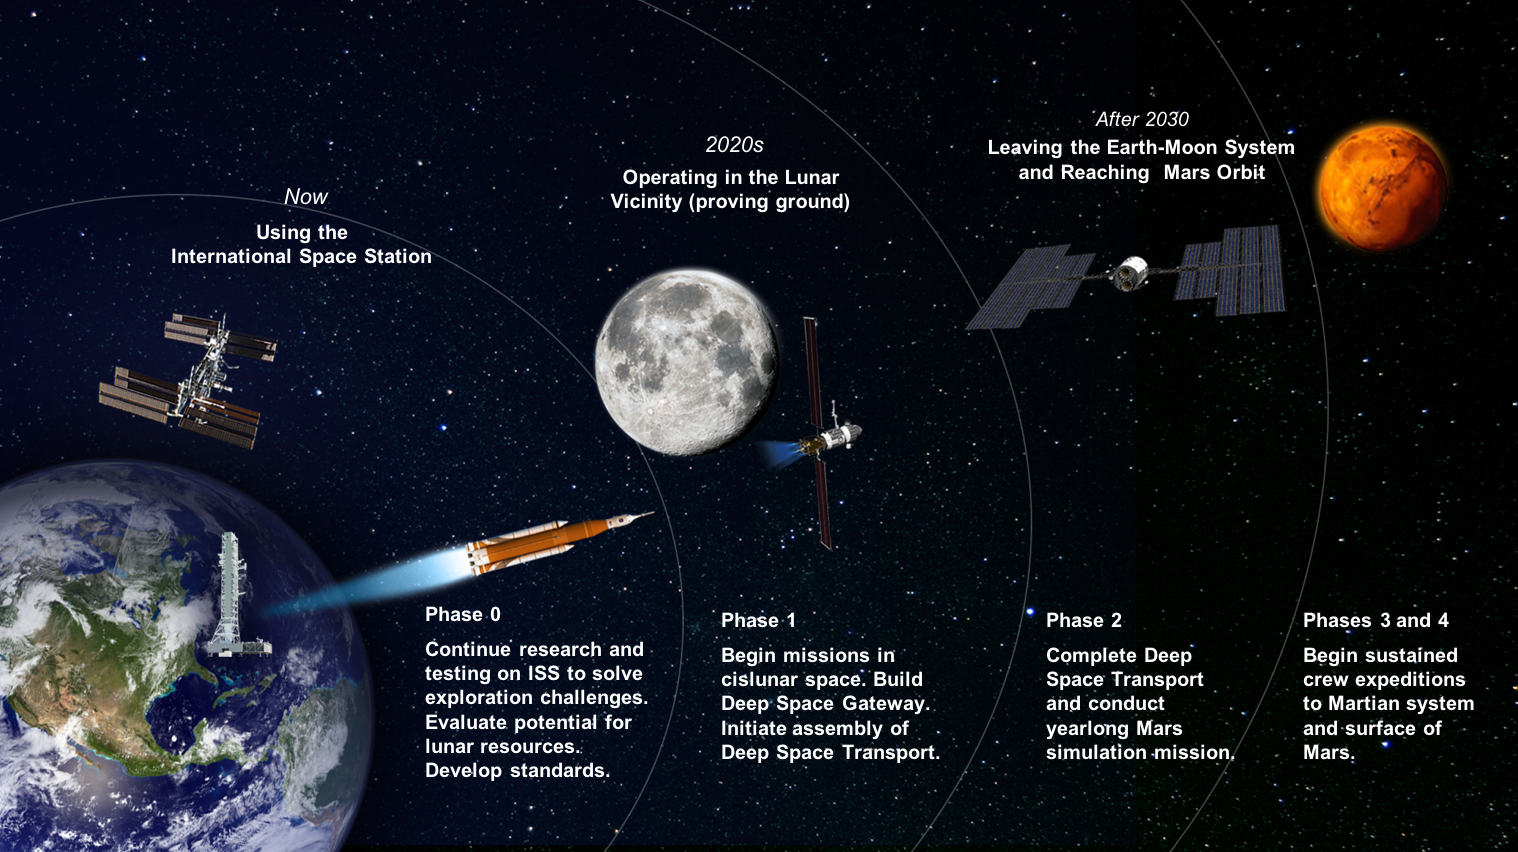 Now
Using the
International Space Station
2020s
Operating in the Lunar
Vicinity (proving ground)
After 2030
Leaving the Earth-Moon System
and Reaching Mars Orbit
Phase 0
Continue research and
testing on ISS to solve
exploration challenges.
Evaluate potential for
lunar resources.
Develop standards.
Phase 1
Begin missions in
cislunar space. Build
Deep Space Gateway.
Initiate assembly of
Deep Space Transport.
Phase 2
Complete Deep
Space Transport
and conduct
yearlong Mars
simulation mission.
Phases 3 and 4
Begin sustained
crew expeditions
to Martian system
and surface of
Mars.